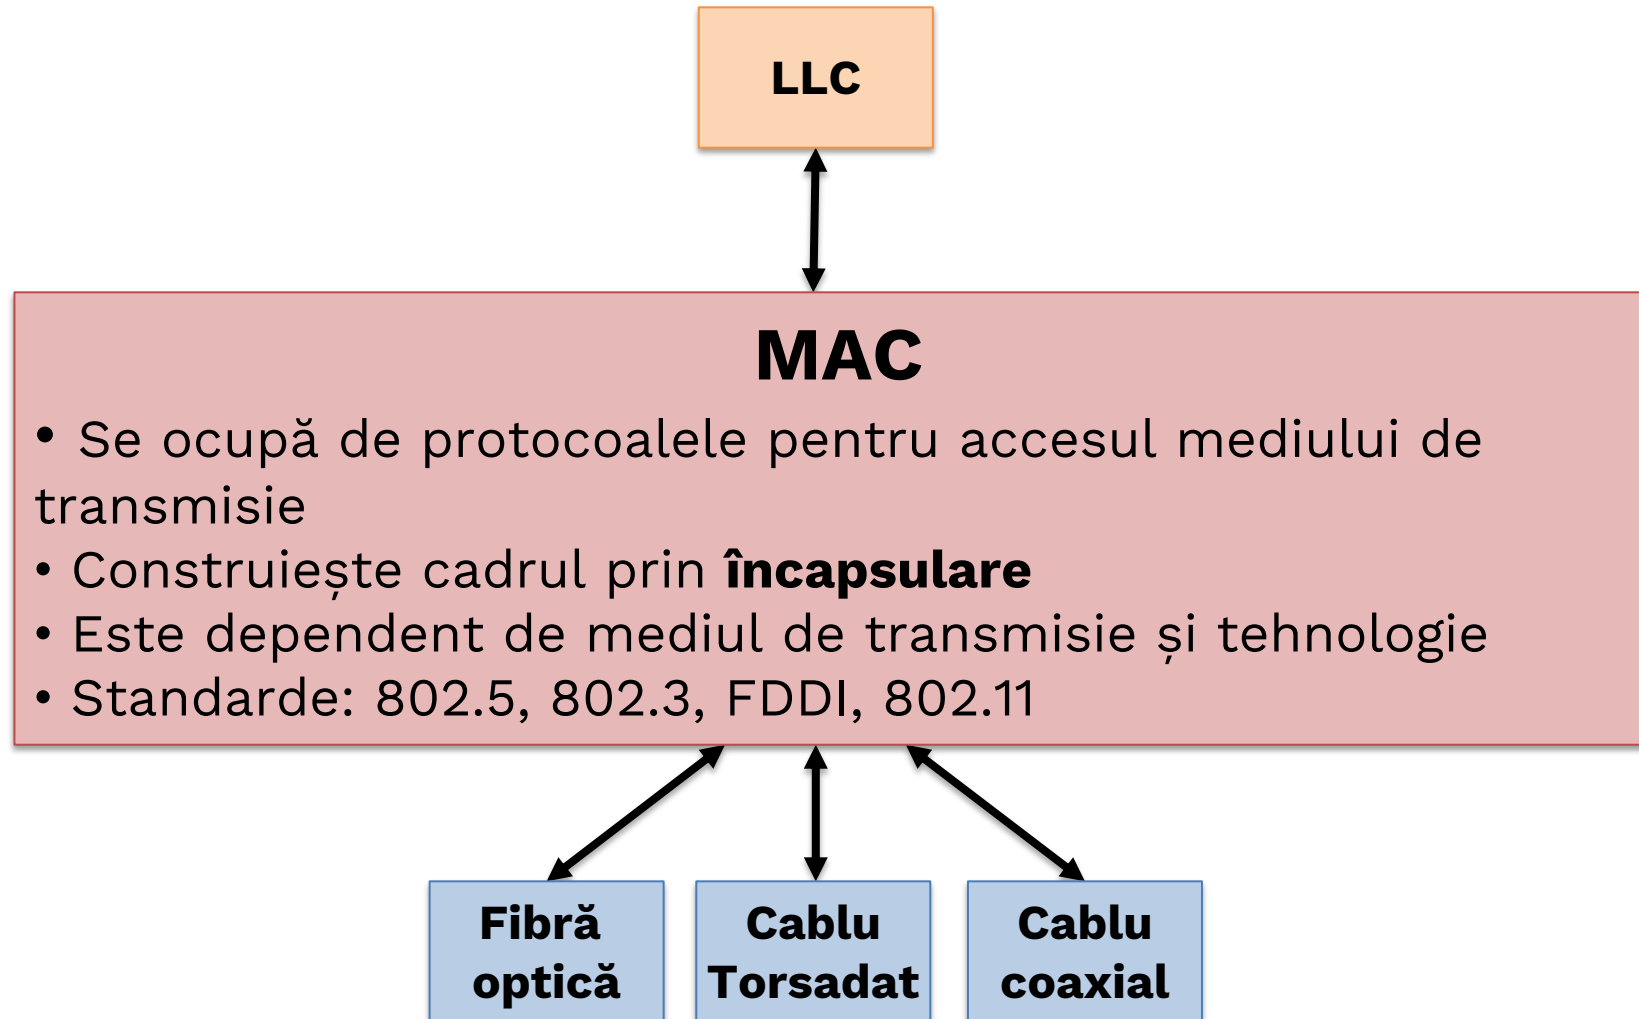 LLC
MAC
• Se ocupă de protocoalele pentru accesul mediului de
transmisie
• Construiește cadrul prin încapsulare
• Este dependent de mediul de transmisie și tehnologie
• Standarde: 802.5, 802.3, FDDI, 802.11
Fibră
optică
Cablu
Torsadat
Cablu
coaxial